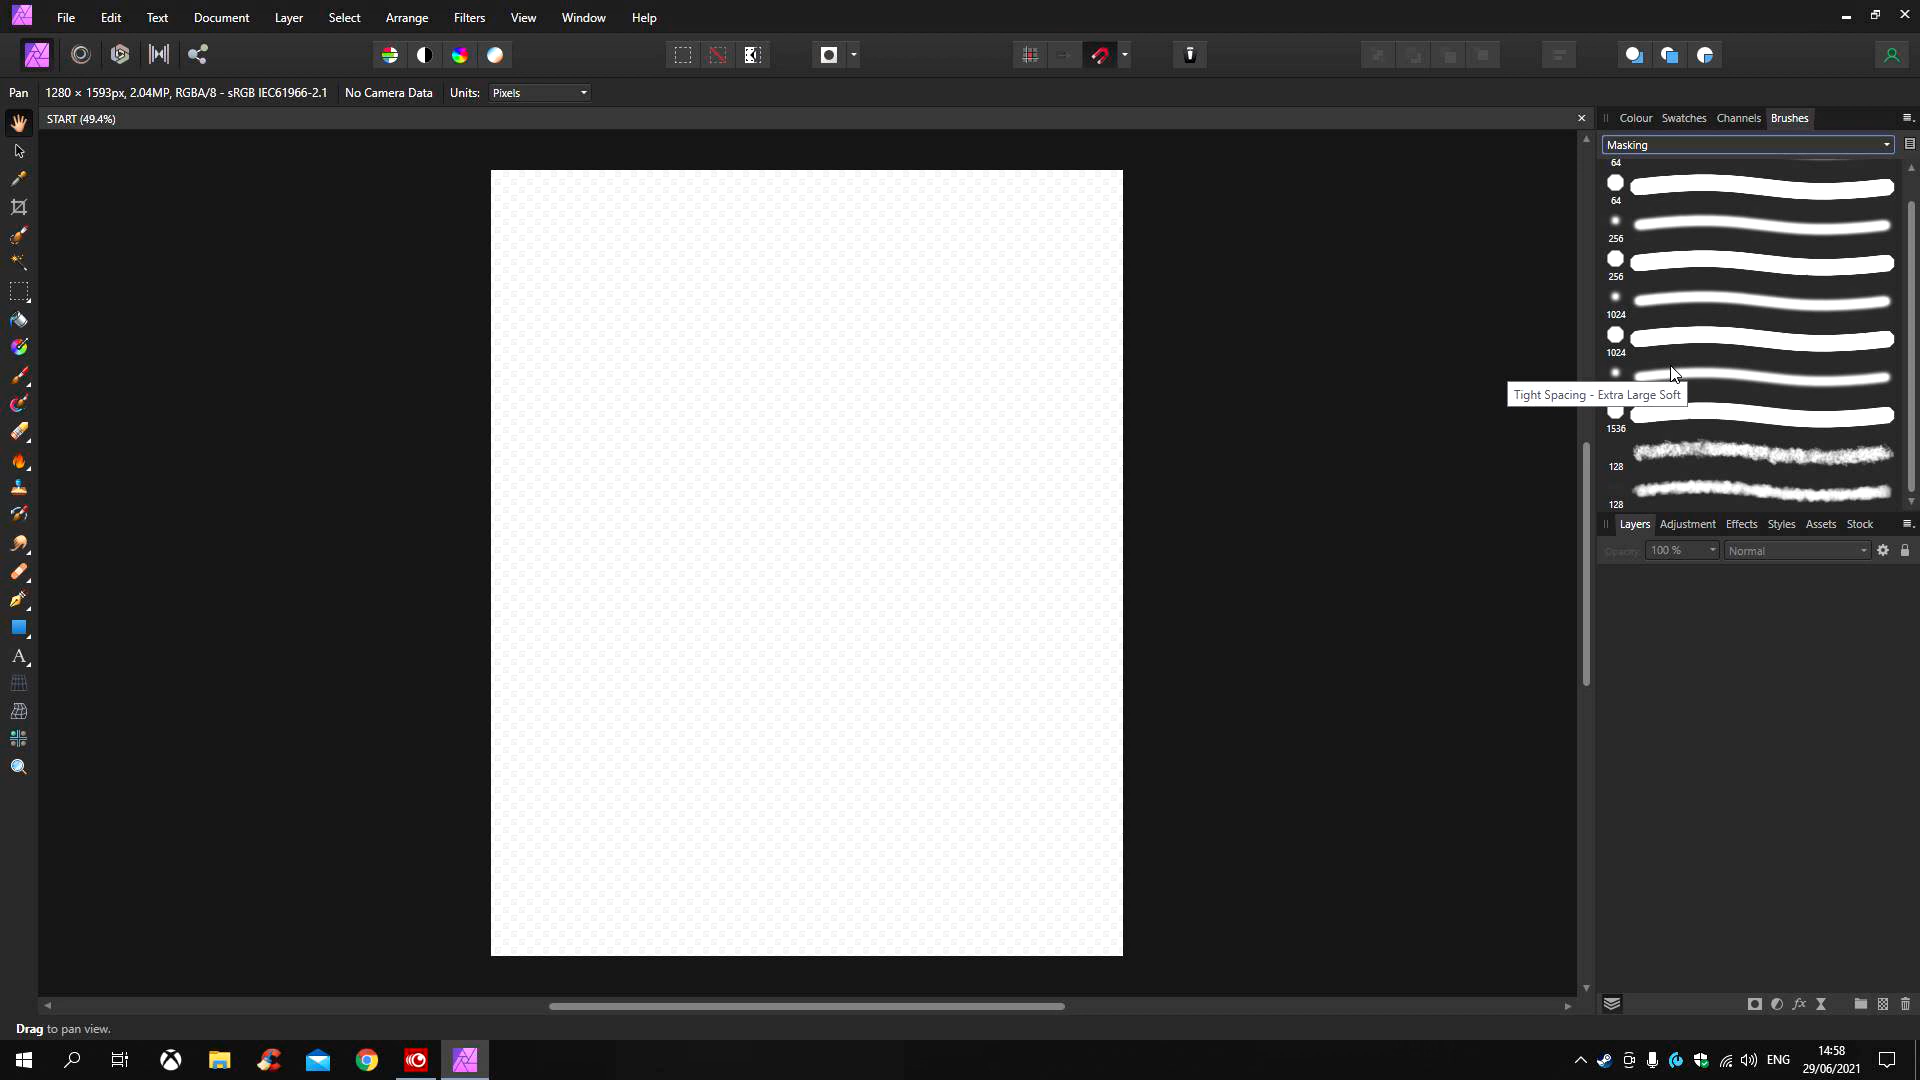 File Edit Text Document Layer Select Arrange Filters View Window Help
Pan 1280 × 1593px, 2.04MP, RGBA/8 - sRGB IEC61966-2.1 No Camera Data Units: Pixels
START (49.4%)
Colour Swatches Channels Brushes
Masking
64
64
256
256
1024
1024
Tight Spacing - Extra Large Soft
1536
128
128
Layers Adjustment Effects Styles Assets Stock
Opacity: 100 % Normal
Drag to pan view.
ENG
14:58
29/06/2021